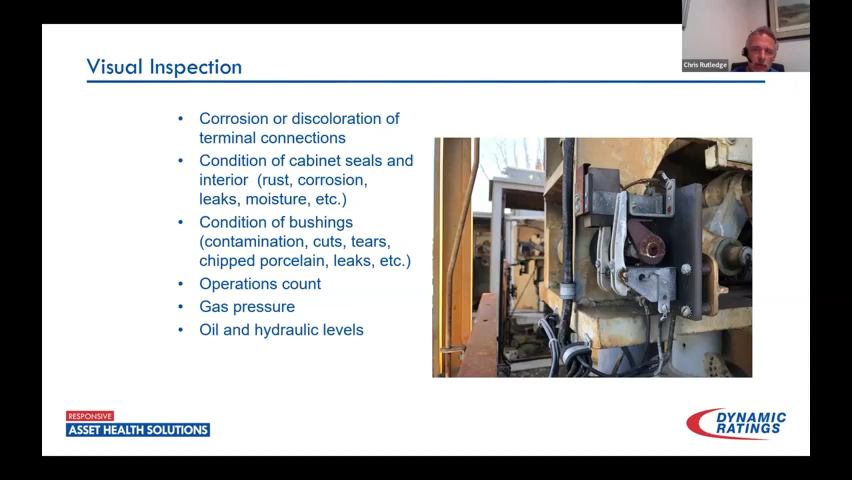 Visual Inspection
Chris Rutledge
• Corrosion or discoloration of
terminal connections
• Condition of cabinet seals and
interior (rust, corrosion,
leaks, moisture, etc.)
• Condition of bushings
(contamination, cuts, tears,
chipped porcelain, leaks, etc.)
• Operations count
• Gas pressure
• Oil and hydraulic levels
RESPONSIVE
ASSET HEALTH SOLUTIONS
DYNAMIC
RATINGS